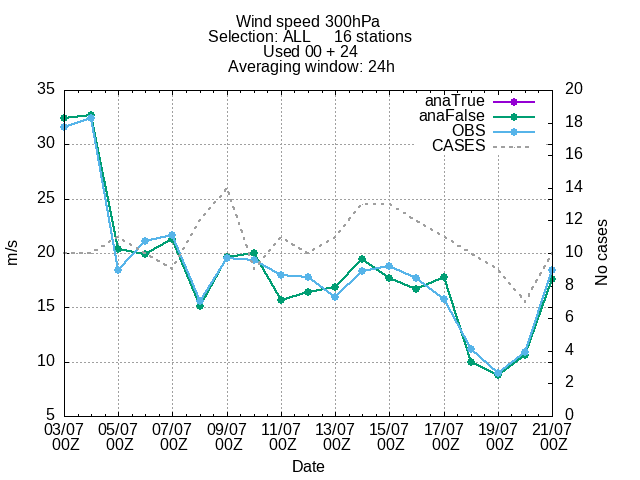 Wind speed 300hPa
Selection: ALL 16 stations
Used 00 + 24
Averaging window: 24h
35
30
25
20
15
10
5
m/s
20
18
16
14
12
10
8
6
4
2
0
No cases
anaTrue
anaFalse
OBS
CASES
03/07 05/07 07/07 09/07 11/07 13/07 15/07 17/07 19/07 21/07
00Z 00Z 00Z 00Z 00Z 00Z 00Z 00Z 00Z 00Z
Date